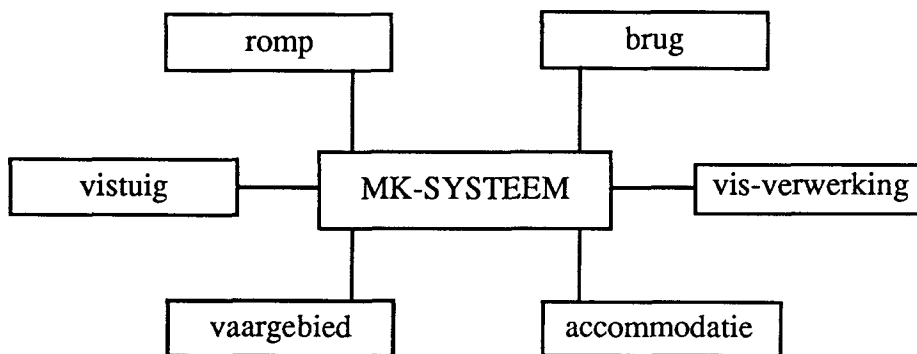 romp
brug
vistuig
MK-SYSTEEM
vis-verwerking
vaargebied
accommodatie